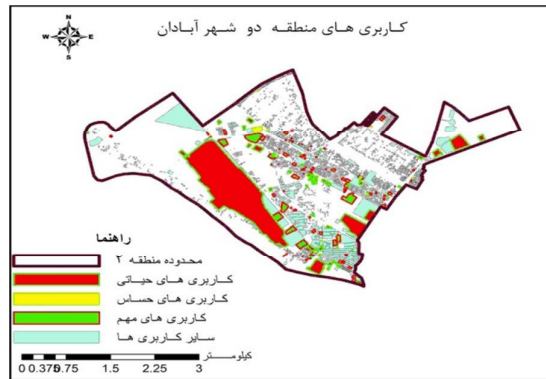 کاربری های منطقه دو شهر آبادان
N
W E
S
راهنما
محدوده منطقه ۲
کاربری های حیاتی
کاربری های حساس
کاربری های مهم
سایر کاربری ها
کیلومتر
0 0.375 0.75 1.5 2.25 3